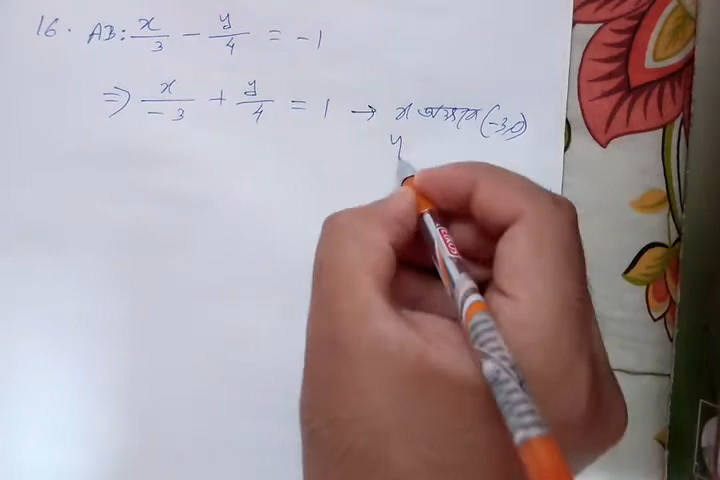 16. AB: x/3 - y/4 = -1
⇒ x/-3 + y/4 = 1 → x অক্ষকে (-3,0)
y